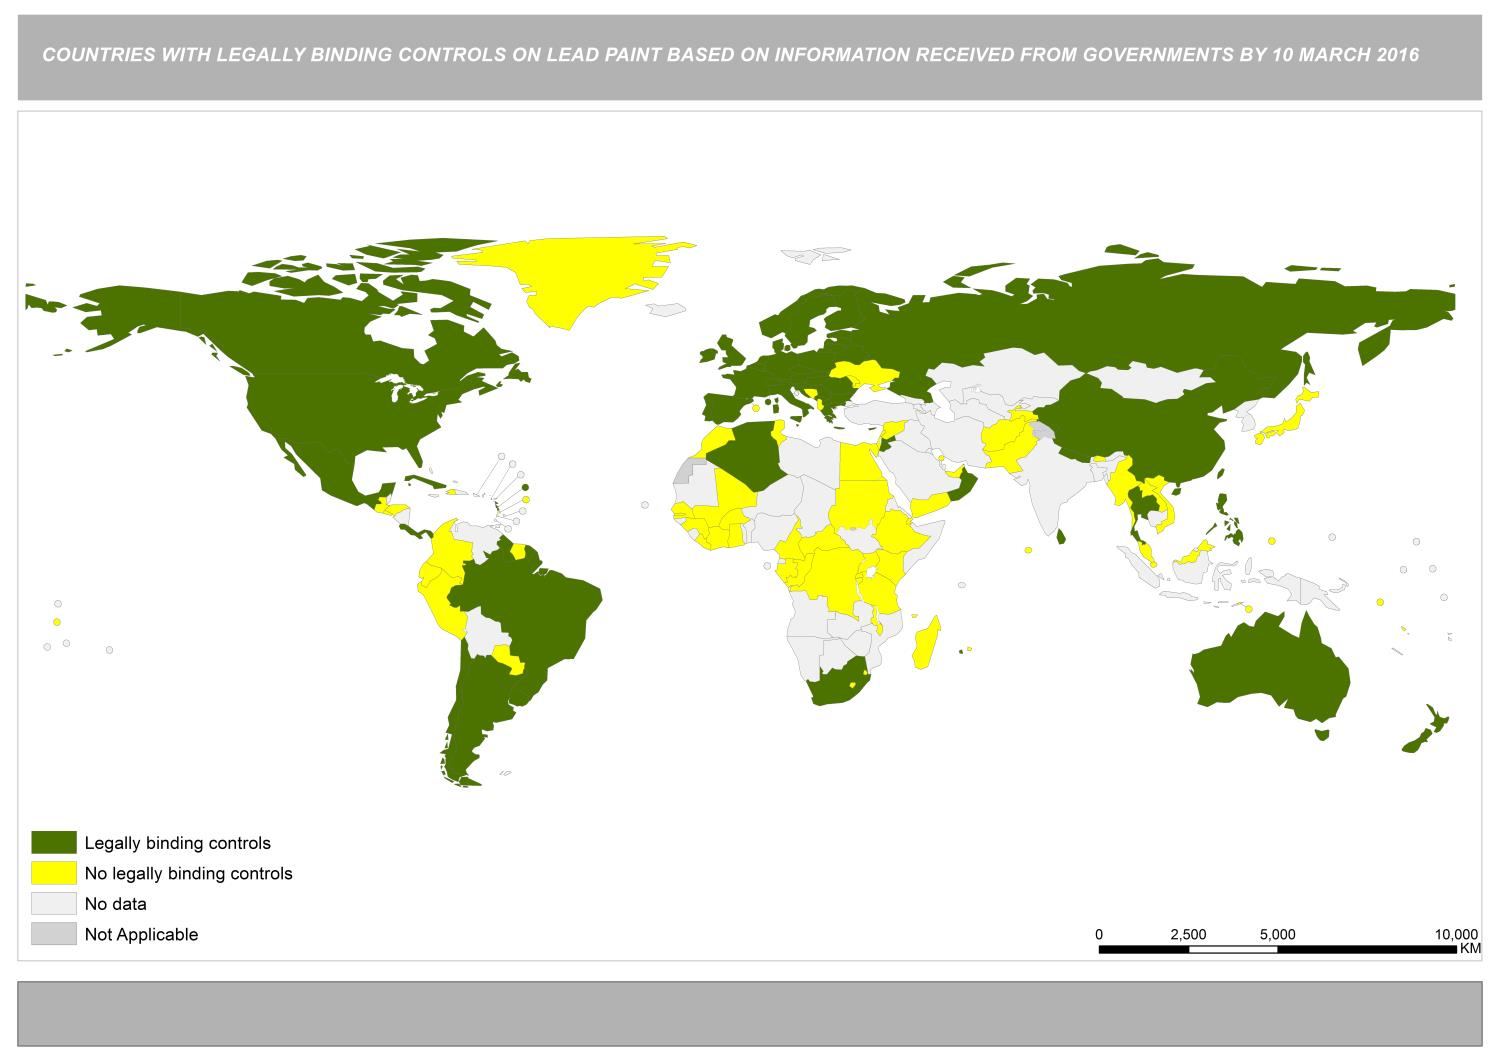 COUNTRIES WITH LEGALLY BINDING CONTROLS ON LEAD PAINT BASED ON INFORMATION RECEIVED FROM GOVERNMENTS BY 10 MARCH 2016
Legally binding controls
No legally binding controls
No data
Not Applicable
0 2,500 5,000 10,000
KM